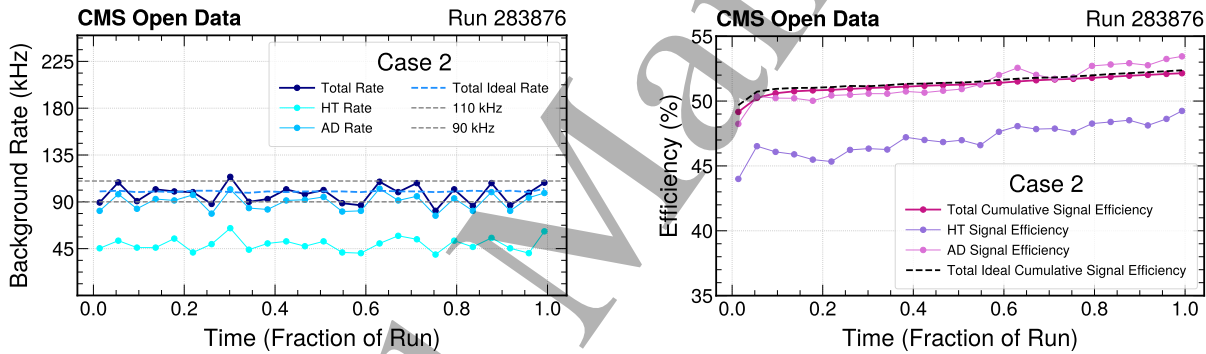 CMS Open Data Run 283876
Background Rate (kHz)
225
180
135
90
45
Case 2
Total Rate
HT Rate
AD Rate
Total Ideal Rate
110 kHz
90 kHz
0.0 0.2 0.4 0.6 0.8 1.0
Time (Fraction of Run)
CMS Open Data Run 283876
Efficiency (%)
55
50
45
40
35
Case 2
Total Cumulative Signal Efficiency
HT Signal Efficiency
AD Signal Efficiency
Total Ideal Cumulative Signal Efficiency
0.0 0.2 0.4 0.6 0.8 1.0
Time (Fraction of Run)